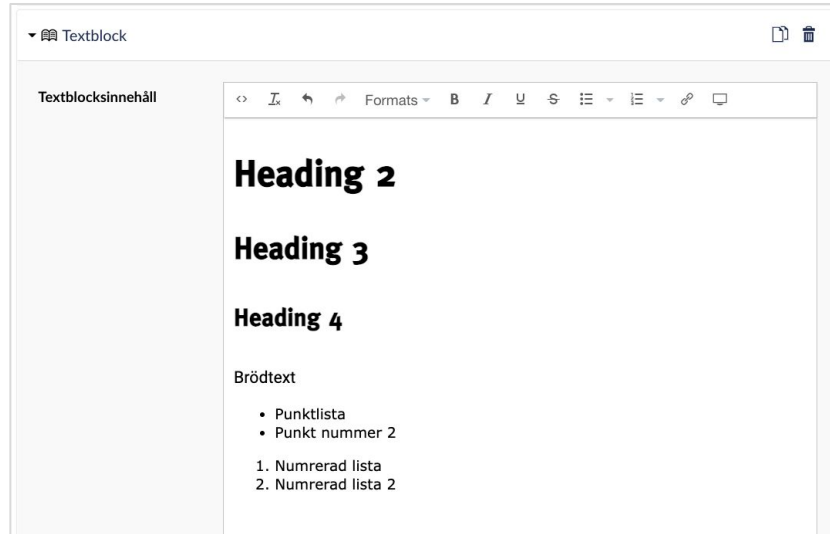 Textblock
Textblocksinnehåll
Formats B I U S
Heading 2
Heading 3
Heading 4
Brödtext
• Punktlista
• Punkt nummer 2
1. Numrerad lista
2. Numrerad lista 2